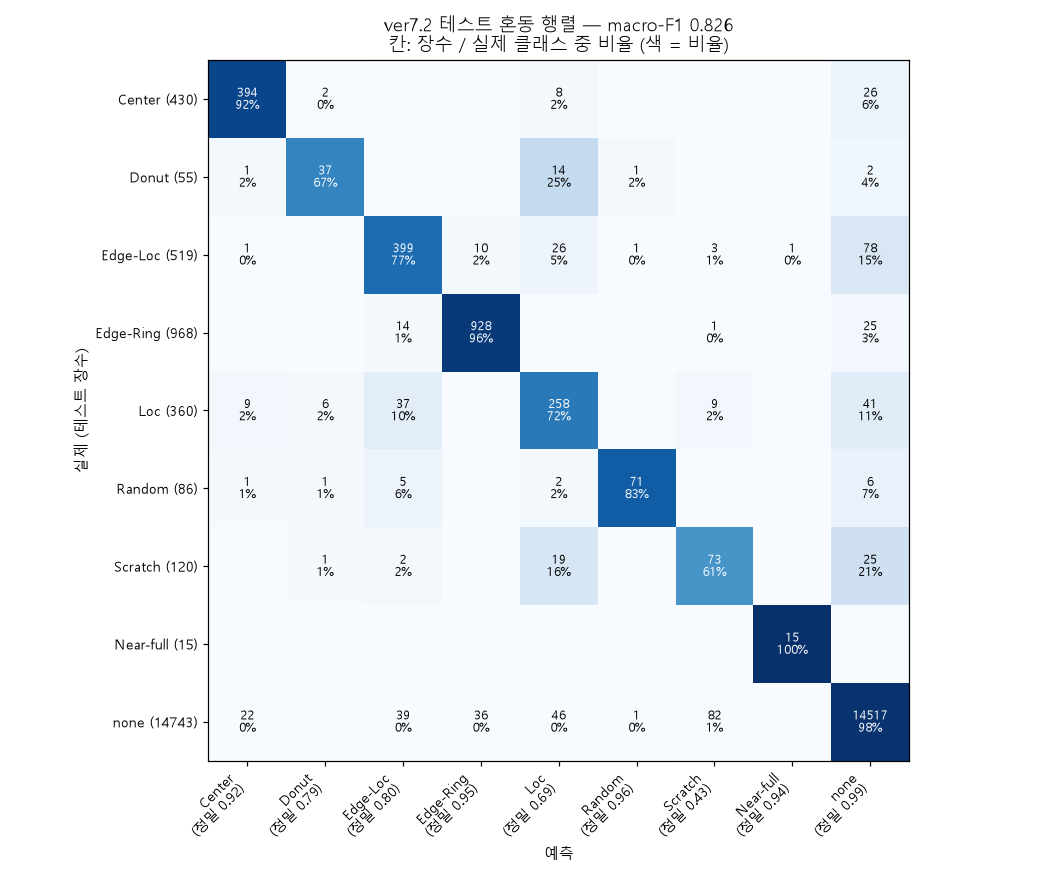 ver7.2 테스트 혼동 행렬 — macro-F1 0.826
칸: 장수 / 실제 클래스 중 비율 (색 = 비율)
실제 (테스트 장수)
Center (430)
394 2 8 26
92% 0% 2% 6%
Donut (55)
1 37 14 1 2
2% 67% 25% 2% 4%
Edge-Loc (519)
1 399 10 26 1 3 1 78
0% 77% 2% 5% 0% 1% 0% 15%
Edge-Ring (968)
14 928 1 25
1% 96% 0% 3%
Loc (360)
9 6 37 258 9 41
2% 2% 10% 72% 2% 11%
Random (86)
1 1 5 2 71 6
1% 1% 6% 2% 83% 7%
Scratch (120)
1 2 19 73 25
1% 2% 16% 61% 21%
Near-full (15)
15
100%
none (14743)
22 39 36 46 1 82 14517
0% 0% 0% 0% 0% 1% 98%
Center
(정밀 0.92)
Donut
(정밀 0.79)
Edge-Loc
(정밀 0.80)
Edge-Ring
(정밀 0.95)
Loc
(정밀 0.69)
Random
(정밀 0.96)
Scratch
(정밀 0.43)
Near-full
(정밀 0.94)
none
(정밀 0.99)
예측